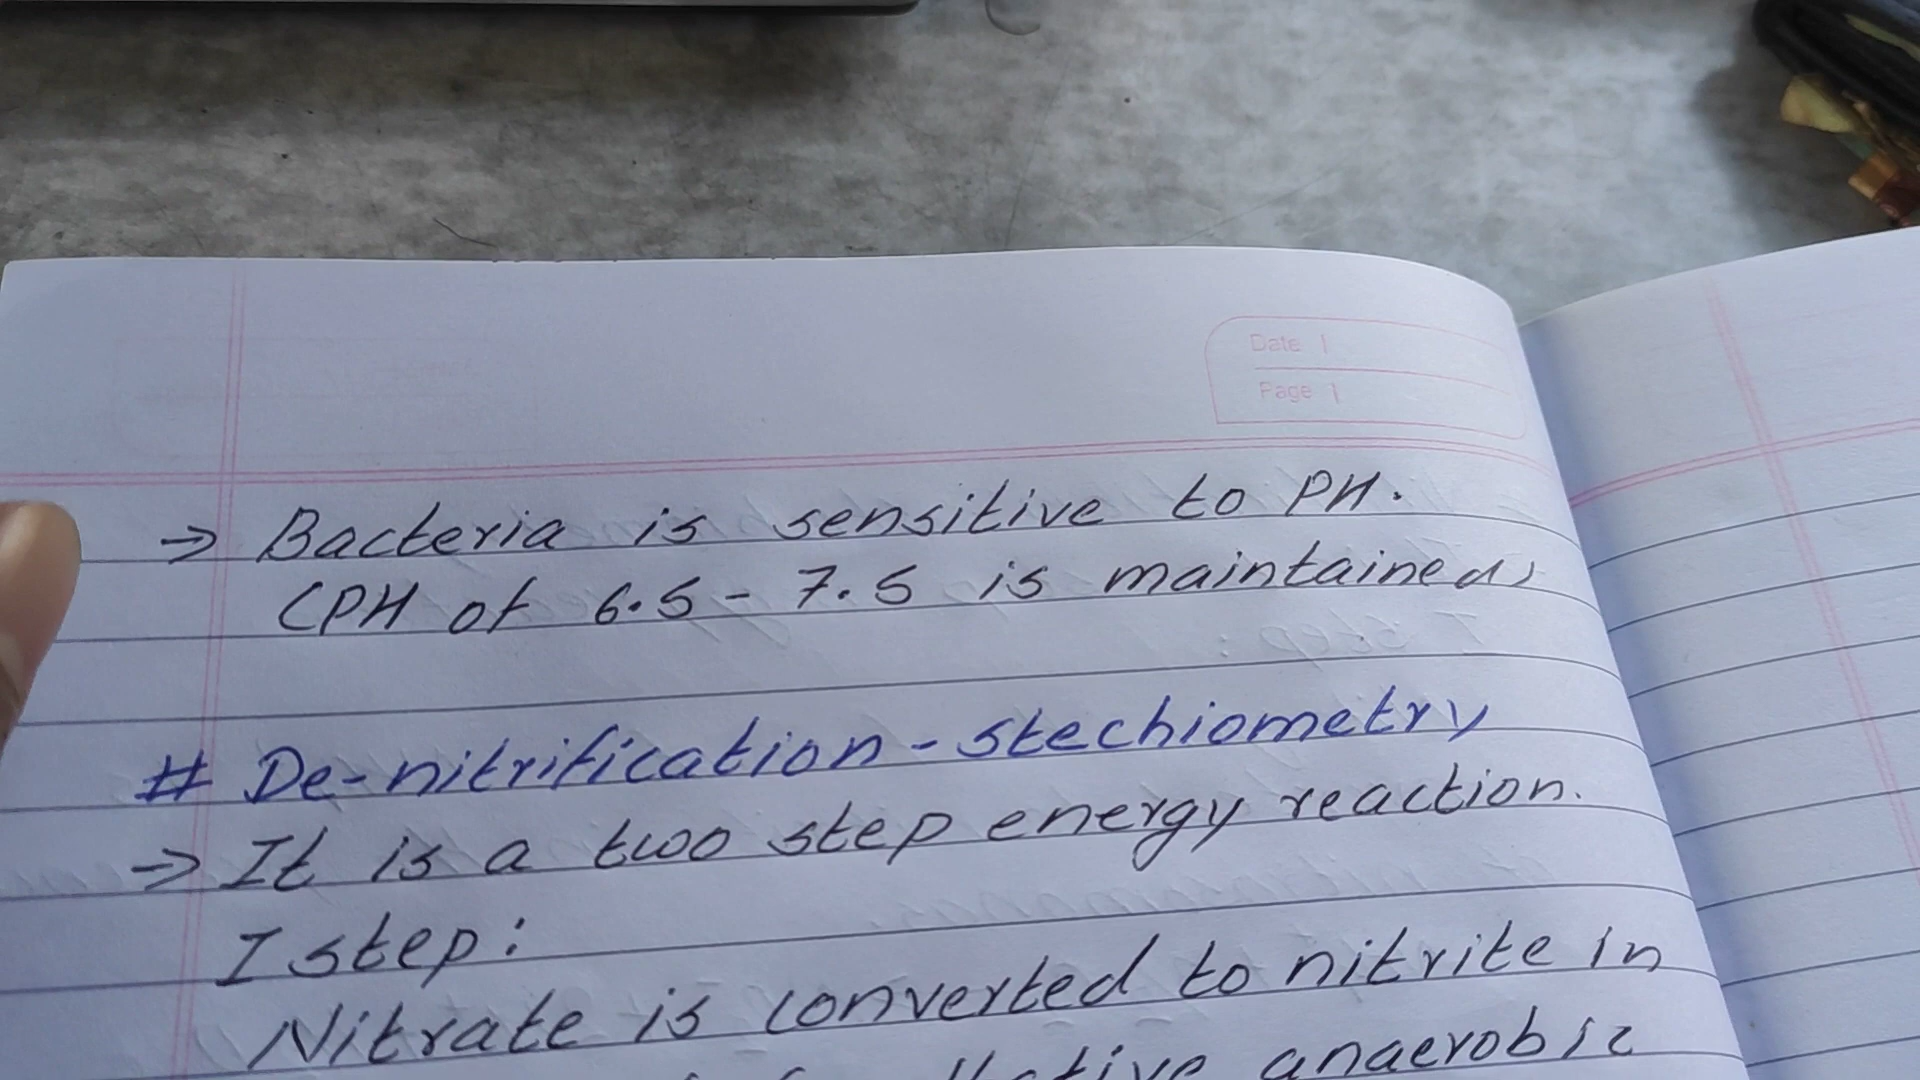 Date
Page
→ Bacteria is sensitive to PH.
(PH of 6.5 - 7.5 is maintained)
# De-nitrification - stechiometry
→ It is a two step energy reaction.
I step:
Nitrate is converted to nitrite in
anaerobic